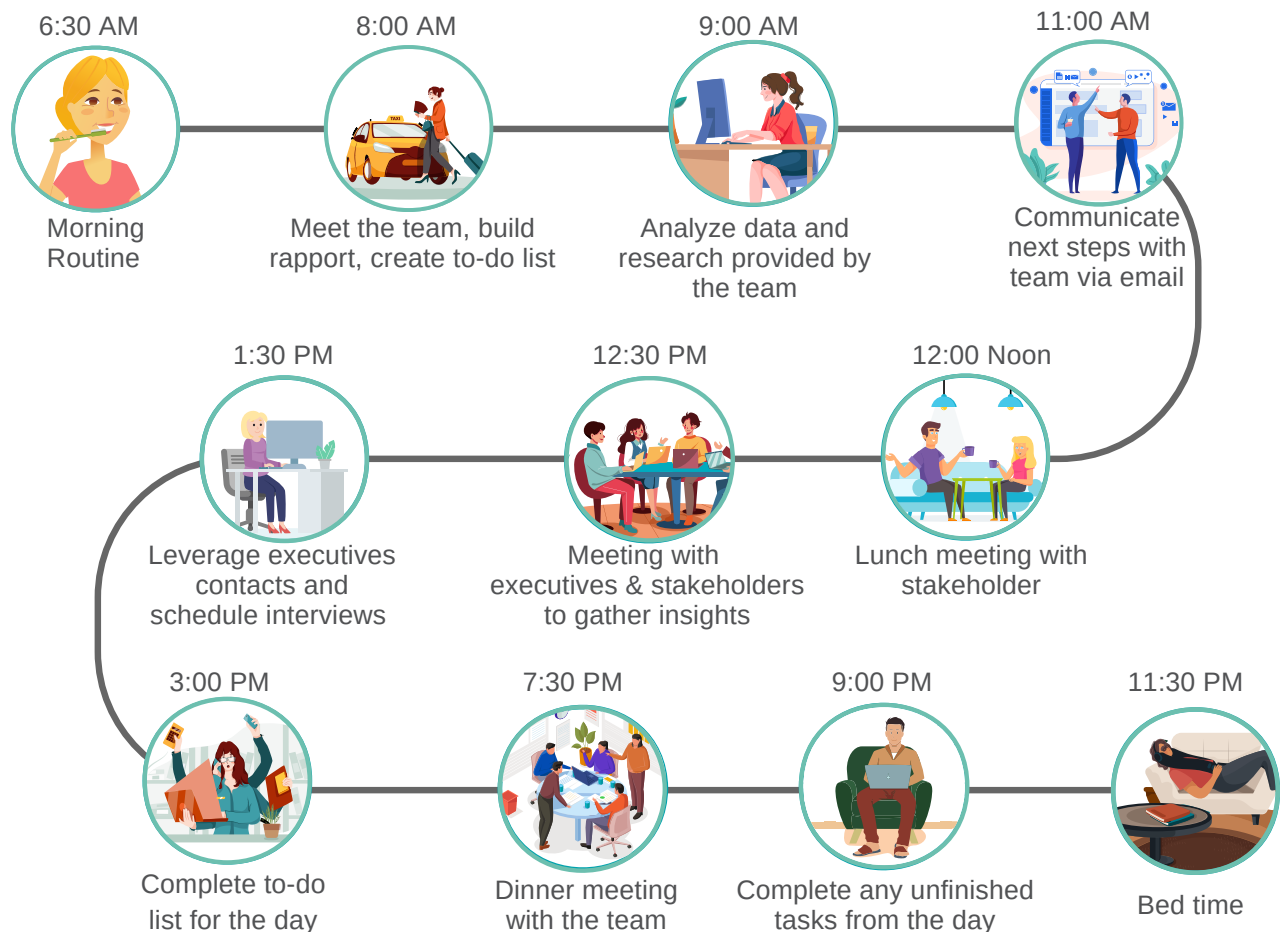 6:30 AM
Morning
Routine
8:00 AM
TAXI
Meet the team, build
rapport, create to-do list
9:00 AM
Analyze data and
research provided by
the team
11:00 AM
Communicate
next steps with
team via email
12:00 Noon
Lunch meeting with
stakeholder
12:30 PM
Meeting with
executives & stakeholders
to gather insights
1:30 PM
Leverage executives
contacts and
schedule interviews
3:00 PM
Complete to-do
list for the day
7:30 PM
Dinner meeting
with the team
9:00 PM
Complete any unfinished
tasks from the day
11:30 PM
Bed time